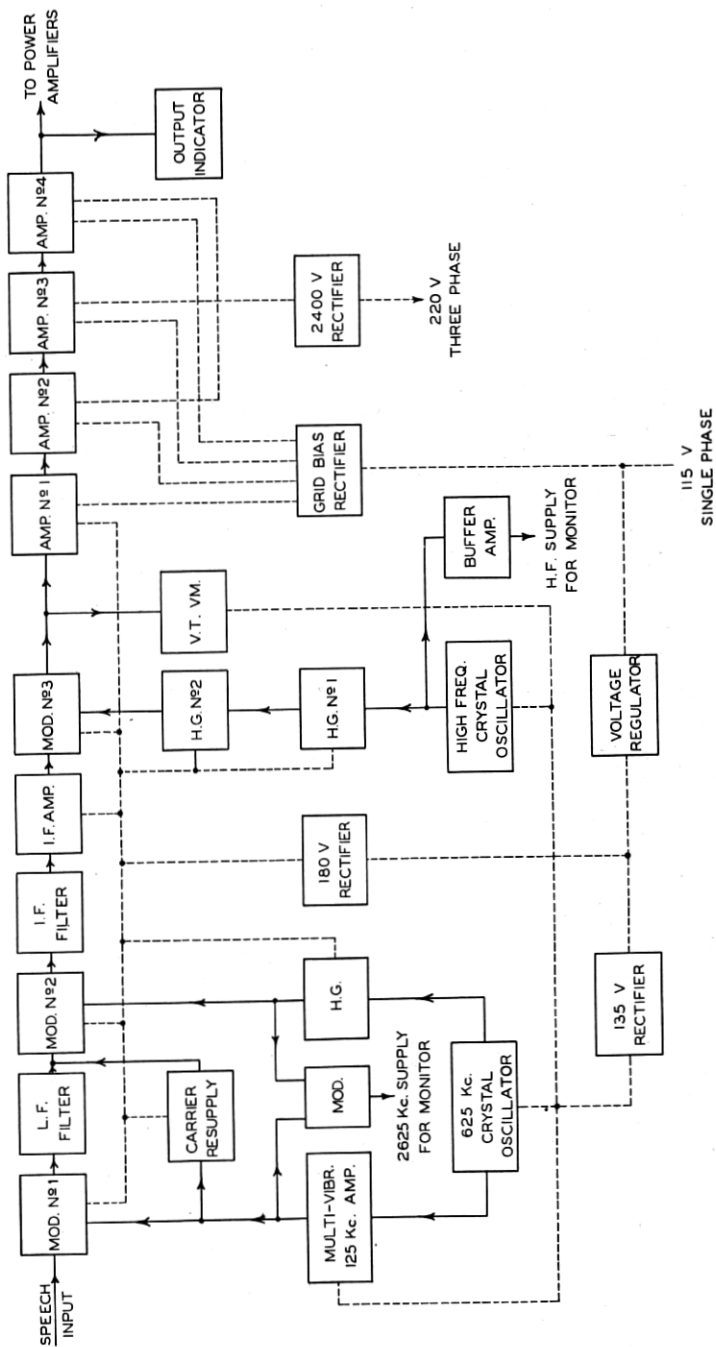 SPEECH
INPUT
MOD. Nº1
L.F.
FILTER
MOD. Nº2
I.F.
FILTER
I.F. AMP.
MOD. Nº3
AMP. Nº1
AMP. Nº2
AMP. Nº3
AMP. Nº4
TO POWER
AMPLIFIERS
OUTPUT
INDICATOR
CARRIER
RESUPPLY
MOD.
2625 Kc. SUPPLY
FOR MONITOR
MULTI-VIBR.
125 Kc. AMP.
H.G.
625 Kc.
CRYSTAL
OSCILLATOR
135 V
RECTIFIER
180 V
RECTIFIER
V.T. VM.
H.G. Nº2
H.G. Nº1
HIGH FREQ.
CRYSTAL
OSCILLATOR
BUFFER
AMP.
H.F. SUPPLY
FOR MONITOR
VOLTAGE
REGULATOR
GRID BIAS
RECTIFIER
2400 V
RECTIFIER
220 V
THREE PHASE
115 V
SINGLE PHASE